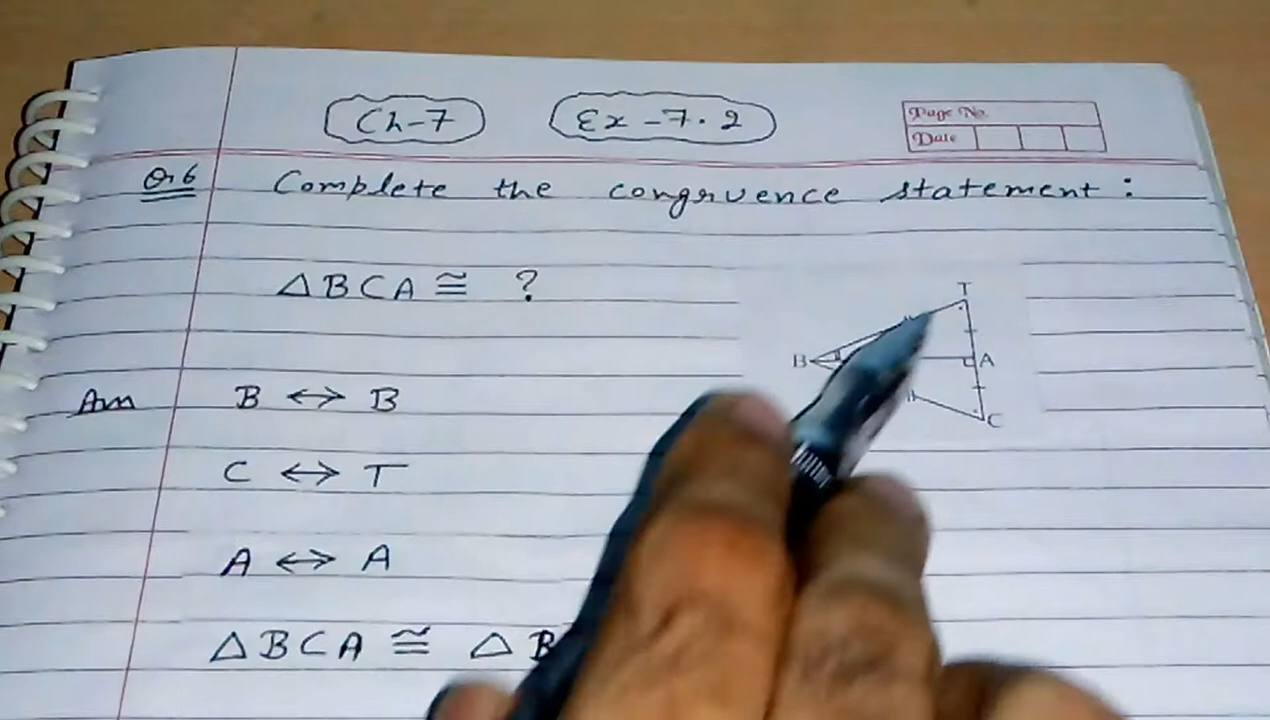 Ch-7 Ex-7.2
Page No.
Date
Q.6 Complete the congruence statement:
△BCA ≅ ?
T
B A
C
Ans B ↔ B
C ↔ T
A ↔ A
△BCA ≅ △B